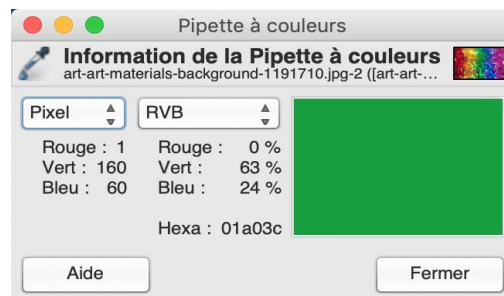 Pipette à couleurs
Information de la Pipette à couleurs
art-art-materials-background-1191710.jpg-2 ([art-art-…
Pixel RVB
Rouge : 1 Rouge : 0 %
Vert : 160 Vert : 63 %
Bleu : 60 Bleu : 24 %
Hexa : 01a03c
Aide Fermer